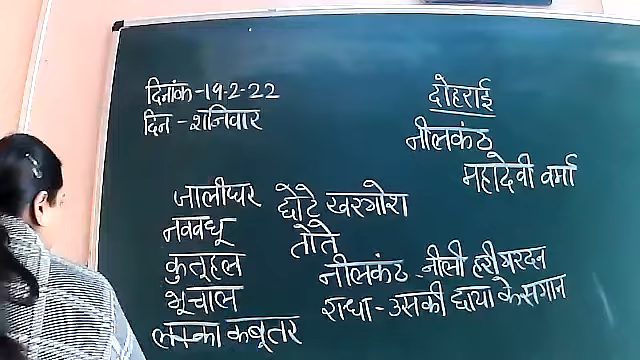 दिनांक-19-2-22
दिन - शनिवार
दोहराई
नीलकंठ
महादेवी वर्मा
जालीघर
नववधू
कुतूहल
भूचाल
लक्का कबूतर
छोटे खरगोश
तोते
नीलकंठ - नीली हरी गरदन
राधा - उसकी छाया के समान